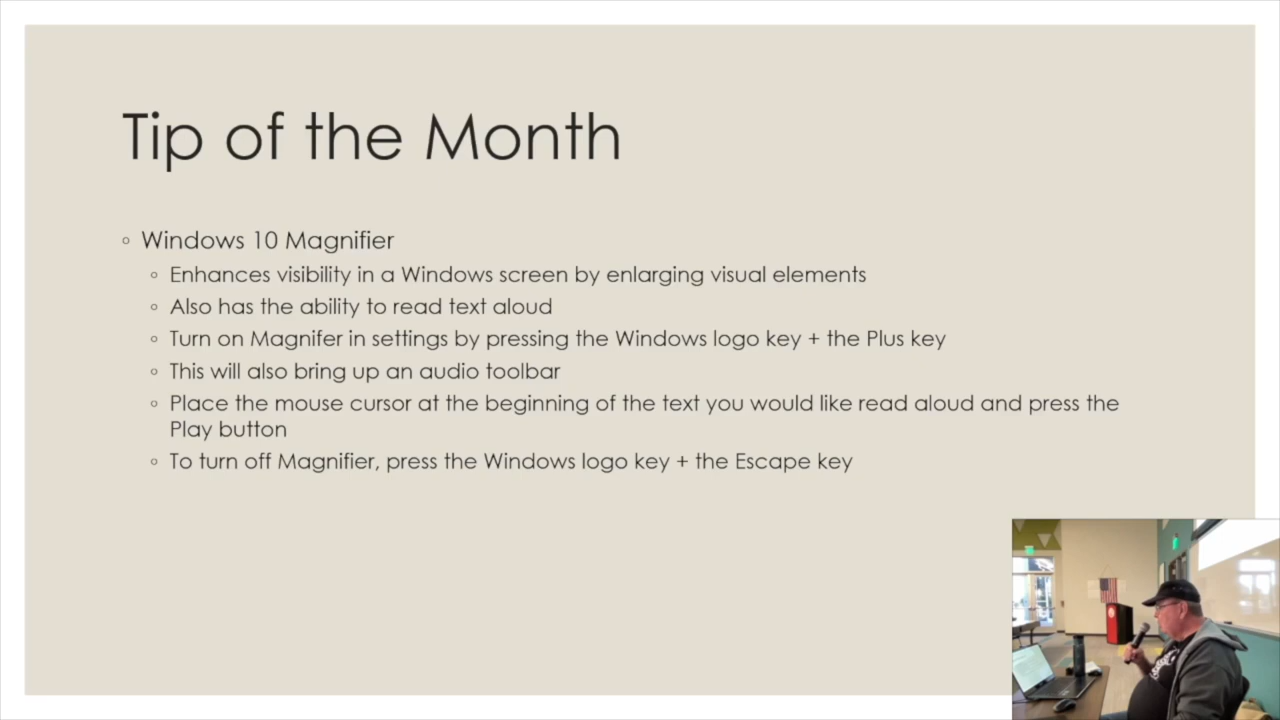 Tip of the Month
Windows 10 Magnifier
Enhances visibility in a Windows screen by enlarging visual elements
Also has the ability to read text aloud
Turn on Magnifer in settings by pressing the Windows logo key + the Plus key
This will also bring up an audio toolbar
Place the mouse cursor at the beginning of the text you would like read aloud and press the
Play button
To turn off Magnifier, press the Windows logo key + the Escape key